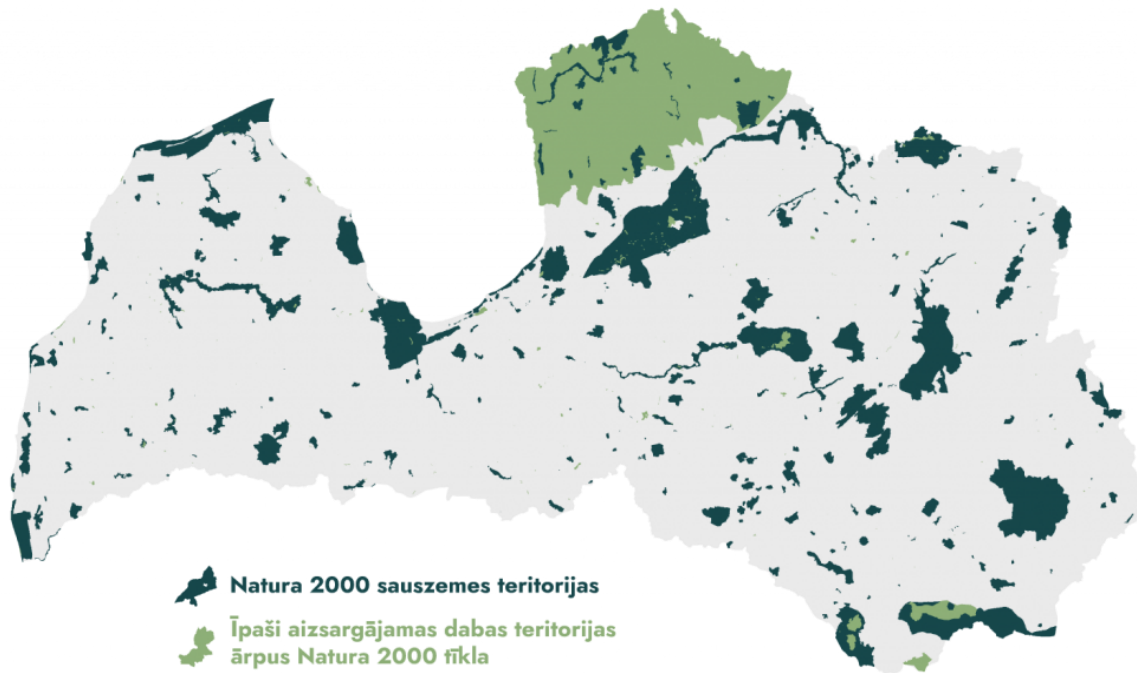 Natura 2000 sauszemes teritorijas
Īpaši aizsargājamas dabas teritorijas
ārpus Natura 2000 tīkla